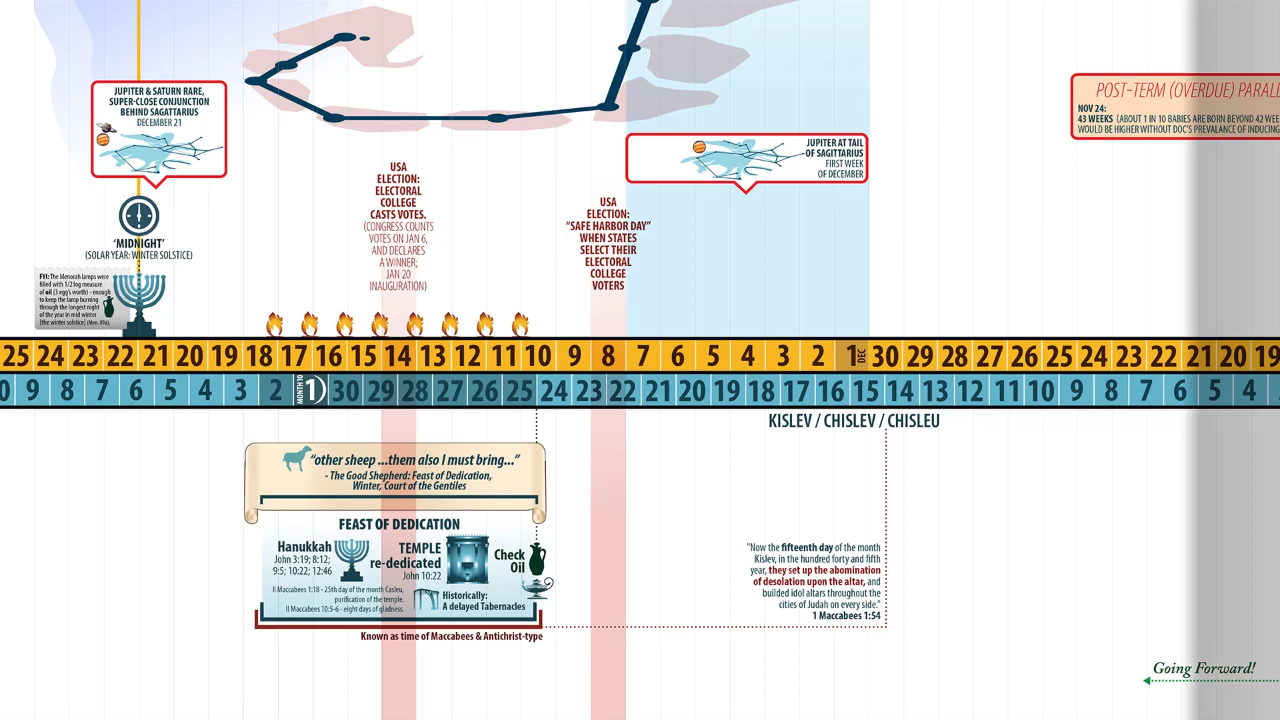 JUPITER & SATURN RARE,
SUPER-CLOSE CONJUNCTION
BEHIND SAGATTARIUS
DECEMBER 21
'MIDNIGHT'
(SOLAR YEAR: WINTER SOLSTICE)
FYI: The Menorah lamps were
filled with 1/2 log measure
of oil (3 egg's worth) - enough
to keep the lamp burning
through the longest night
of the year in mid winter
[the winter solstice] (Men. 89a).
USA
ELECTION:
ELECTORAL
COLLEGE
CASTS VOTES.
(CONGRESS COUNTS
VOTES ON JAN 6,
AND DECLARES
A WINNER;
JAN 20
INAUGURATION)
USA
ELECTION:
"SAFE HARBOR DAY"
WHEN STATES
SELECT THEIR
ELECTORAL
COLLEGE
VOTERS
JUPITER AT TAIL
OF SAGITTARIUS
FIRST WEEK
OF DECEMBER
POST-TERM (OVERDUE) PARALL
NOV 24:
43 WEEKS (ABOUT 1 IN 10 BABIES ARE BORN BEYOND 42 WEE
WOULD BE HIGHER WITHOUT DOC'S PREVALANCE OF INDUCING
25 24 23 22 21 20 19 18 17 16 15 14 13 12 11 10 9 8 7 6 5 4 3 2 1 DEC 30 29 28 27 26 25 24 23 22 21 20 19
0 9 8 7 6 5 4 3 2 MONTH 10 1 30 29 28 27 26 25 24 23 22 21 20 19 18 17 16 15 14 13 12 11 10 9 8 7 6 5 4
KISLEV / CHISLEV / CHISLEU
"other sheep ...them also I must bring..."
- The Good Shepherd: Feast of Dedication,
Winter, Court of the Gentiles
FEAST OF DEDICATION
Hanukkah
John 3:19; 8:12;
9:5; 10:22; 12:46
TEMPLE
re-dedicated
John 10:22
Check
Oil
II Maccabees 1:18 - 25th day of the month Casleu,
purification of the temple.
II Maccabees 10:5-6 - eight days of gladness.
Historically:
A delayed Tabernacles
Known as time of Maccabees & Antichrist-type
"Now the fifteenth day of the month
Kislev, in the hundred forty and fifth
year, they set up the abomination
of desolation upon the altar, and
builded idol altars throughout the
cities of Judah on every side."
1 Maccabees 1:54
Going Forward!